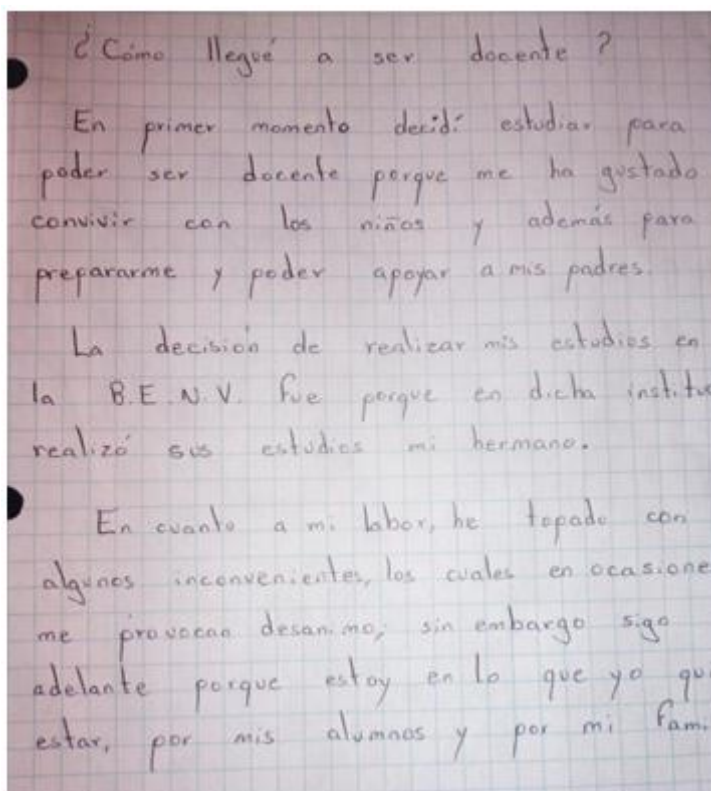 ¿Cómo llegué a ser docente?
En primer momento decidí estudiar para
poder ser docente porque me ha gustado
convivir con los niños y además para
prepararme y poder apoyar a mis padres.
La decisión de realizar mis estudios en
la B.E.N.V. fue porque en dicha institu
realizó sus estudios mi hermano.
En cuanto a mi labor, he topado con
algunos inconvenientes, los cuales en ocasione
me provocan desanimo, sin embargo sigo
adelante porque estoy en lo que yo qu
estar, por mis alumnos y por mi fam